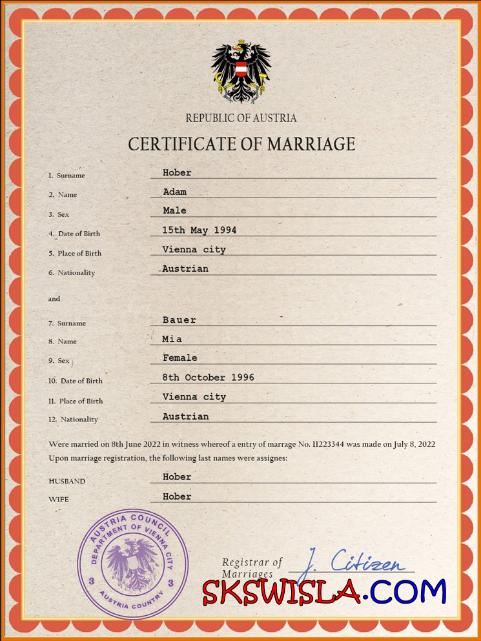 REPUBLIC OF AUSTRIA
CERTIFICATE OF MARRIAGE
1. Surname Hober
2. Name Adam
3. Sex Male
4. Date of Birth 15th May 1994
5. Place of Birth Vienna city
6. Nationality Austrian
and
7. Surname Bauer
8. Name Mia
9. Sex Female
10. Date of Birth 8th October 1996
11. Place of Birth Vienna city
12. Nationality Austrian
Were married on 8th June 2022 in witness whereof a entry of marrage No. 11223344 was made on July 8, 2022
Upon marriage registration, the following last names were assignes:
HUSBAND Hober
WIFE Hober
AUSTRIA COUNCIL
DEPARTMENT OF VIENNA CITY
3 3
AUSTRIA COUNTRY
Registrar of J. Citizen
Marriages
SKSWISLA.COM